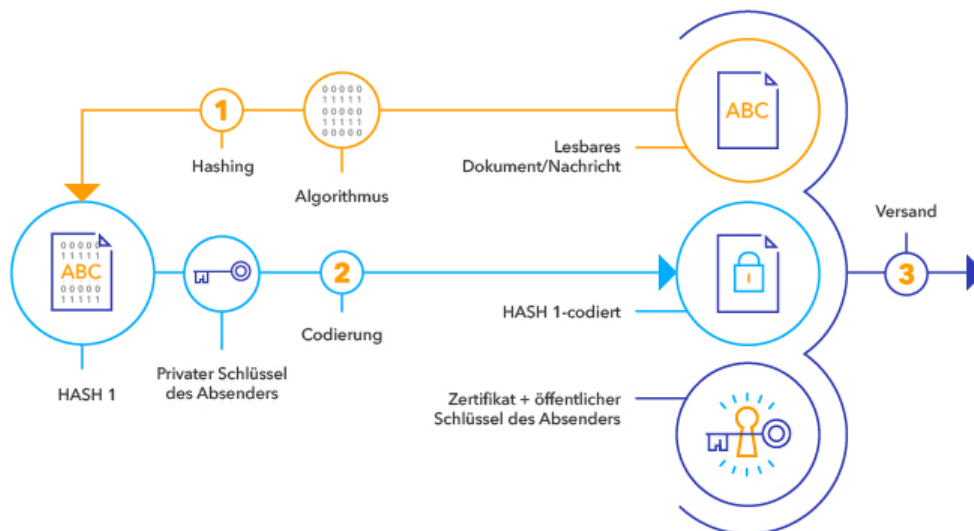 ABC
1
00000
11111
00000
11111
00000
Lesbares
Dokument/Nachricht
Hashing
Algorithmus
Versand
00000
11111
ABC
00000
11111
2
3
HASH 1-codiert
Codierung
Privater Schlüssel
des Absenders
HASH 1
Zertifikat + öffentlicher
Schlüssel des Absenders